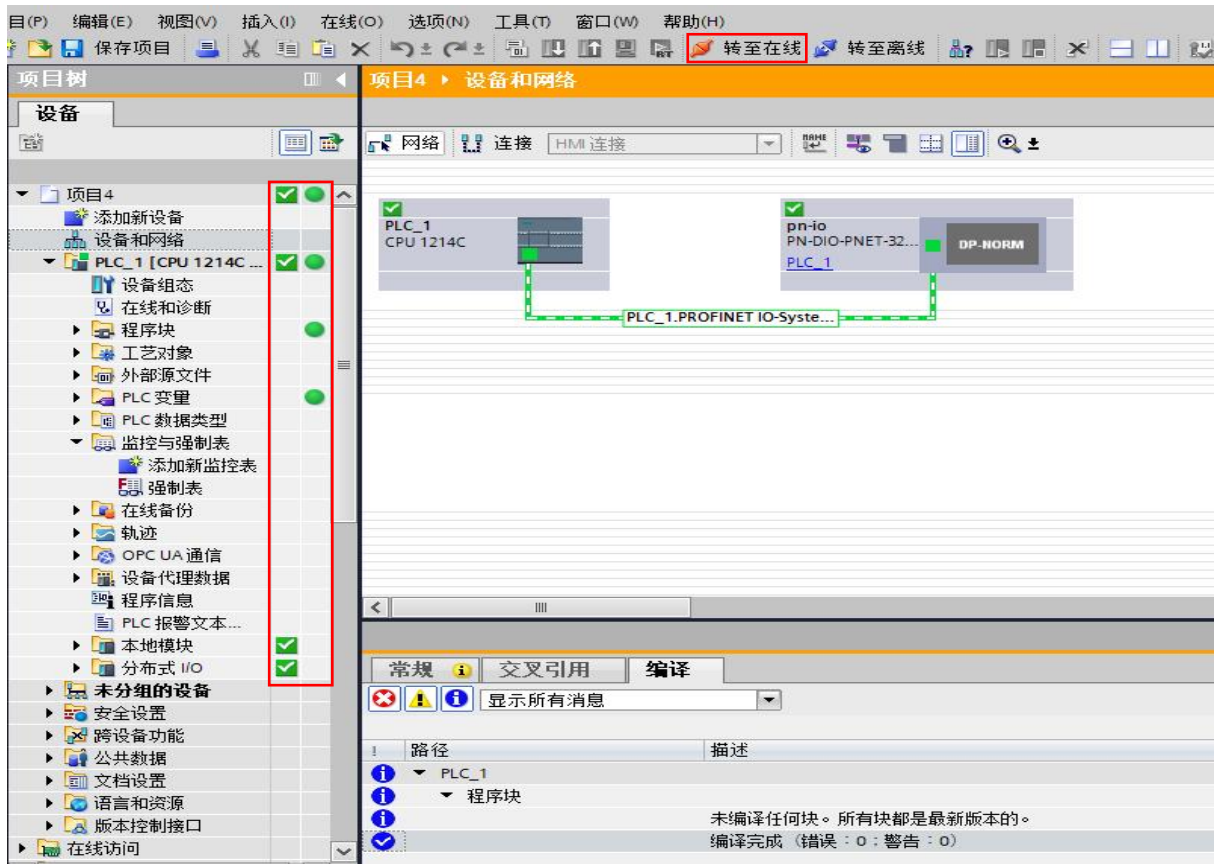 目(P) 编辑(E) 视图(V) 插入(I) 在线(O) 选项(N) 工具(T) 窗口(W) 帮助(H)
保存项目 转至在线 转至离线
项目树
项目4 设备和网络
设备
网络 连接 HMI 连接
项目4
添加新设备
设备和网络
PLC_1 [CPU 1214C ...
设备组态
在线和诊断
程序块
工艺对象
外部源文件
PLC 变量
PLC 数据类型
监控与强制表
添加新监控表
强制表
在线备份
轨迹
OPC UA 通信
设备代理数据
程序信息
PLC 报警文本...
本地模块
分布式 I/O
未分组的设备
安全设置
跨设备功能
公共数据
文档设置
语言和资源
版本控制接口
在线访问
PLC_1
CPU 1214C
pn-io
PN-DIO-PNET-32...
PLC_1
DP-NORM
PLC_1.PROFINET IO-Syste...
常规 交叉引用 编译
显示所有消息
! 路径 描述
PLC_1
程序块
未编译任何块。所有块都是最新版本的。
编译完成（错误：0；警告：0）